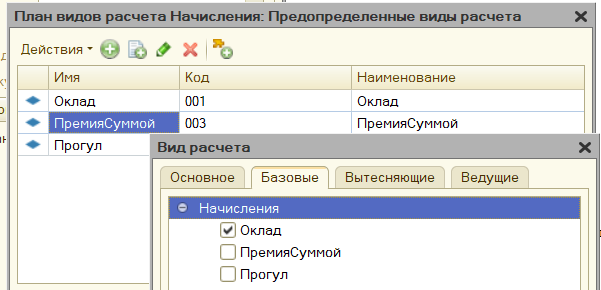 План видов расчета Начисления: Предопределенные виды расчета
Действия
Имя Код Наименование
Оклад 001 Оклад
ПремияСуммой 003 ПремияСуммой
Прогул
Вид расчета
Основное Базовые Вытесняющие Ведущие
Начисления
Оклад
ПремияСуммой
Прогул